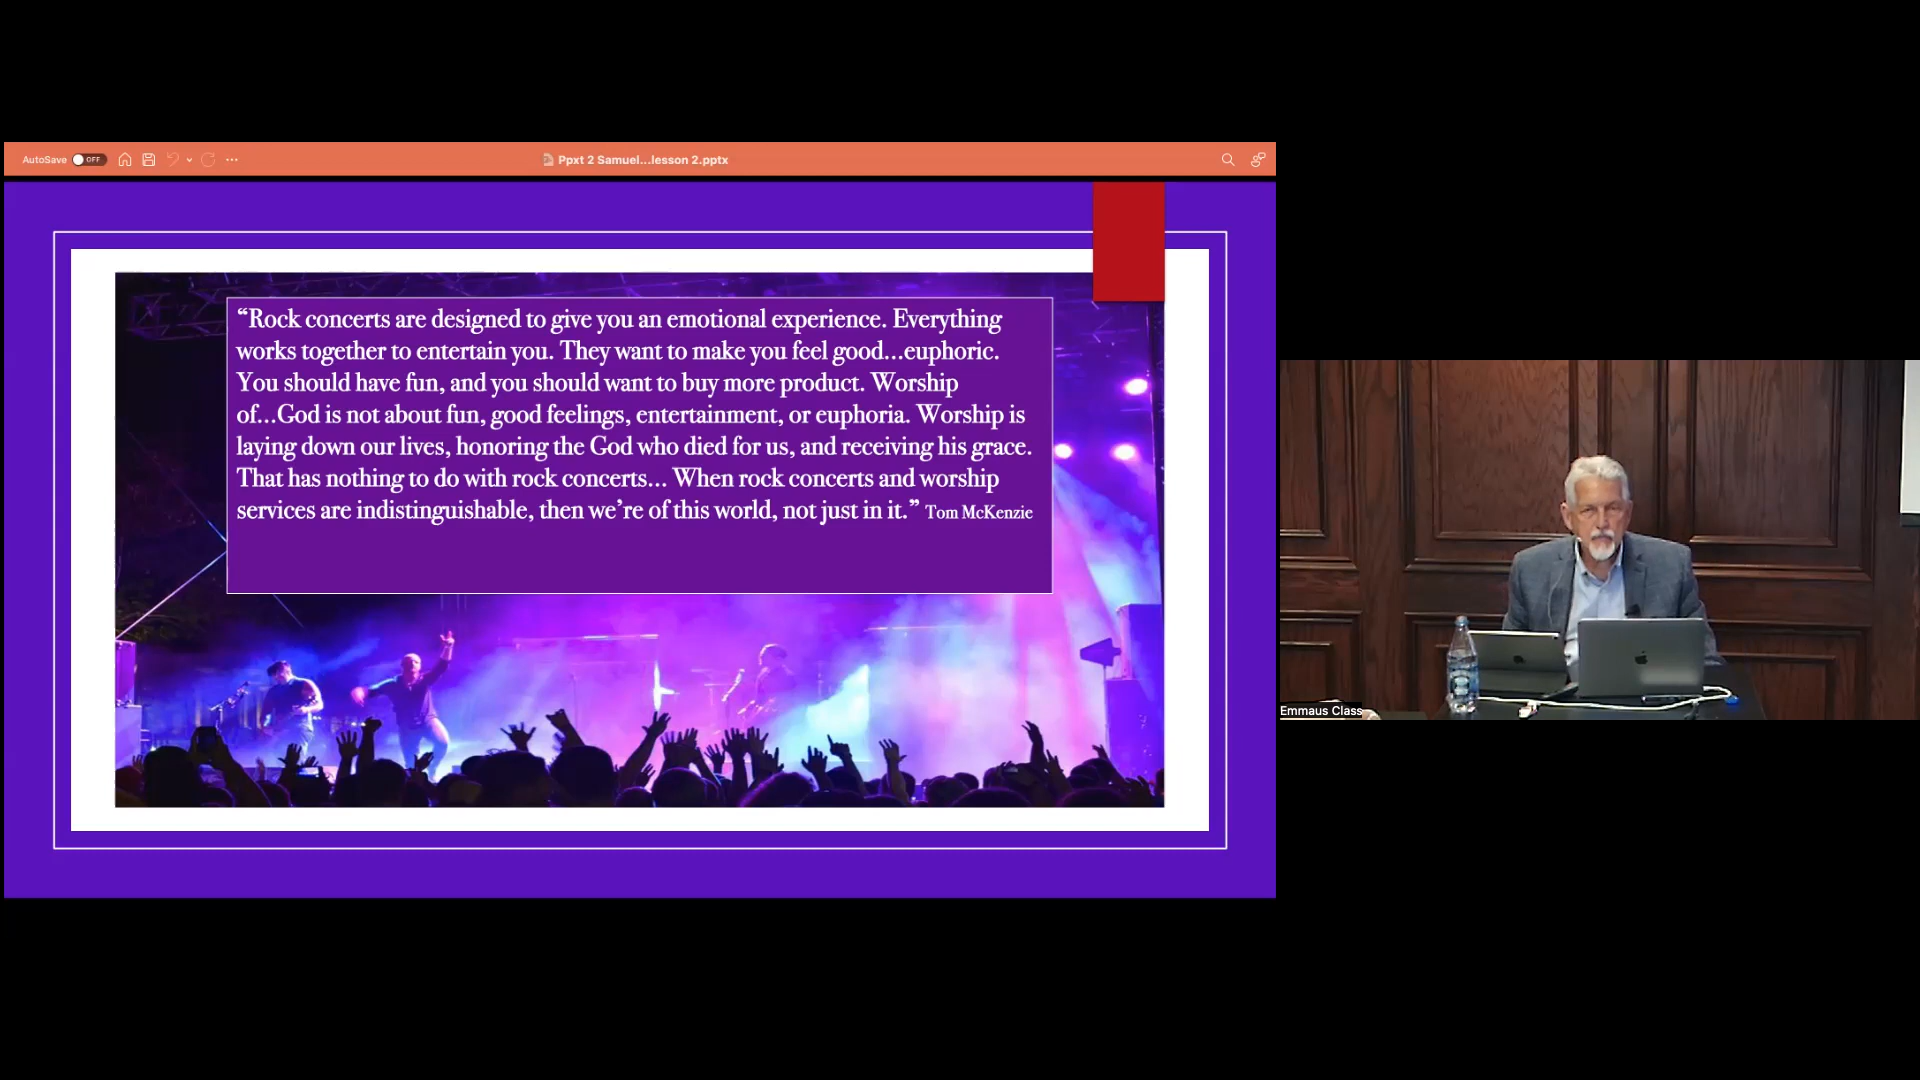 AutoSave OFF
Ppxt 2 Samuel...lesson 2.pptx
“Rock concerts are designed to give you an emotional experience. Everything
works together to entertain you. They want to make you feel good...euphoric.
You should have fun, and you should want to buy more product. Worship
of...God is not about fun, good feelings, entertainment, or euphoria. Worship is
laying down our lives, honoring the God who died for us, and receiving his grace.
That has nothing to do with rock concerts... When rock concerts and worship
services are indistinguishable, then we’re of this world, not just in it.” Tom McKenzie
Emmaus Class